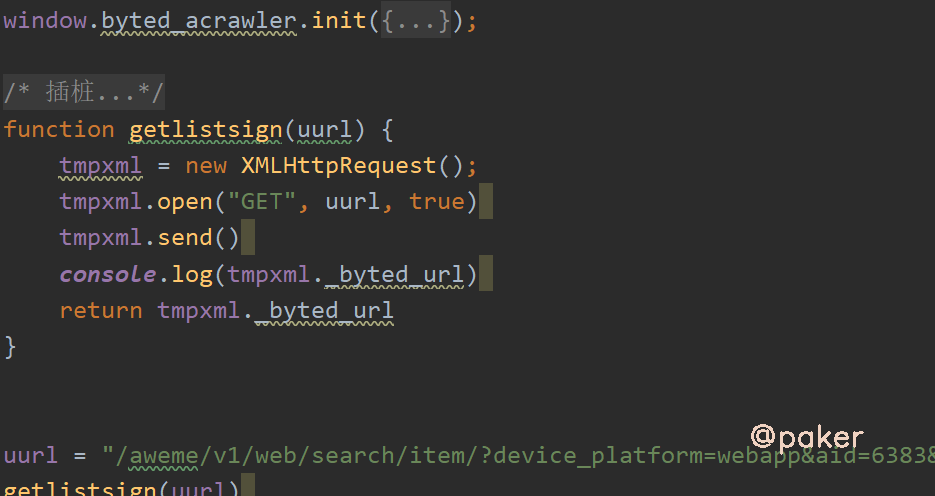 window.byted_acrawler.init({...});
/* 插桩...*/
function getlistsign(uurl) {
tmpxml = new XMLHttpRequest();
tmpxml.open("GET", uurl, true)
tmpxml.send()
console.log(tmpxml._byted_url)
return tmpxml._byted_url
}
@paker
uurl = "/aweme/v1/web/search/item/?device_platform=webapp&aid=6383&
getlistsign(uurl)